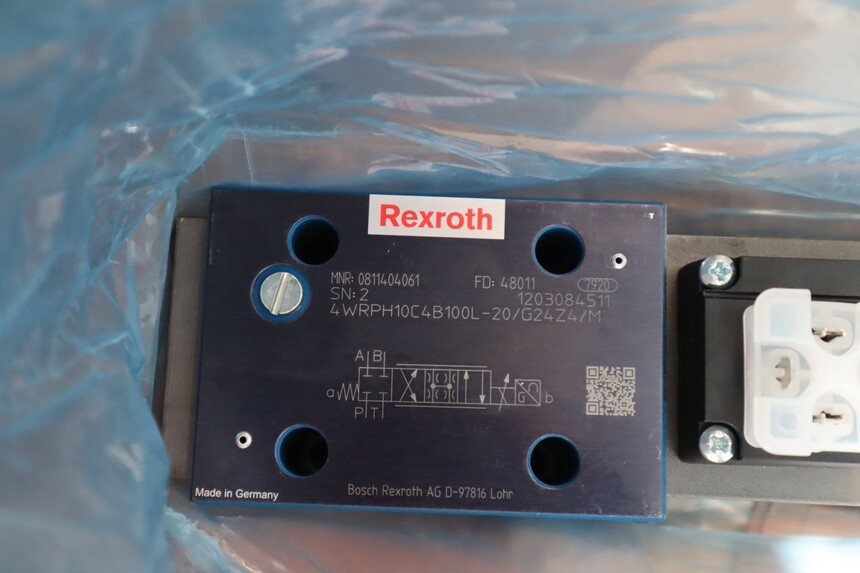 Rexroth
MNR: 0811404061 FD: 48011 7920
SN: 2 1203084511
4WRPH10C4B100L-20/G24Z4/M
A B
a b
G U
P T
Made in Germany
Bosch Rexroth AG D-97816 Lohr
T